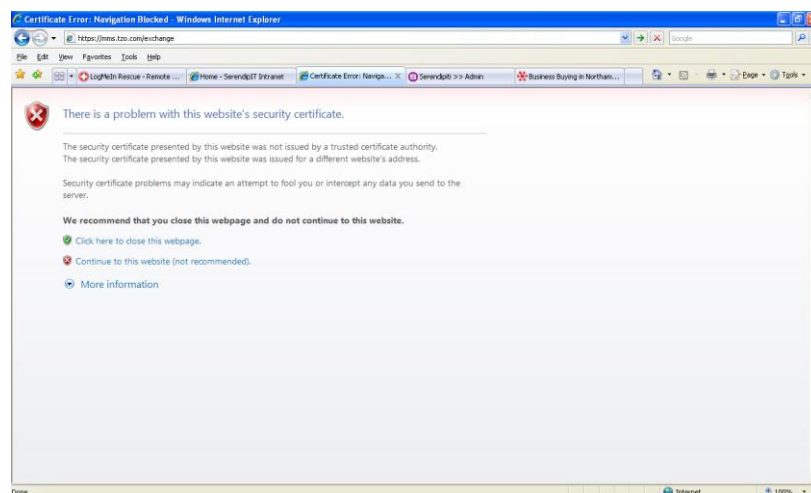 Certificate Error: Navigation Blocked - Windows Internet Explorer
https://mms.tzo.com/exchange
Google
File Edit View Favorites Tools Help
LogMeIn Rescue - Remote ... Home - SerendipIT Intranet Certificate Error: Naviga... X Serendipiti >> Admin Business Buying in Northam... Page Tools
There is a problem with this website's security certificate.
The security certificate presented by this website was not issued by a trusted certificate authority.
The security certificate presented by this website was issued for a different website's address.
Security certificate problems may indicate an attempt to fool you or intercept any data you send to the
server.
We recommend that you close this webpage and do not continue to this website.
Click here to close this webpage.
Continue to this website (not recommended).
More information
Done Internet 100%